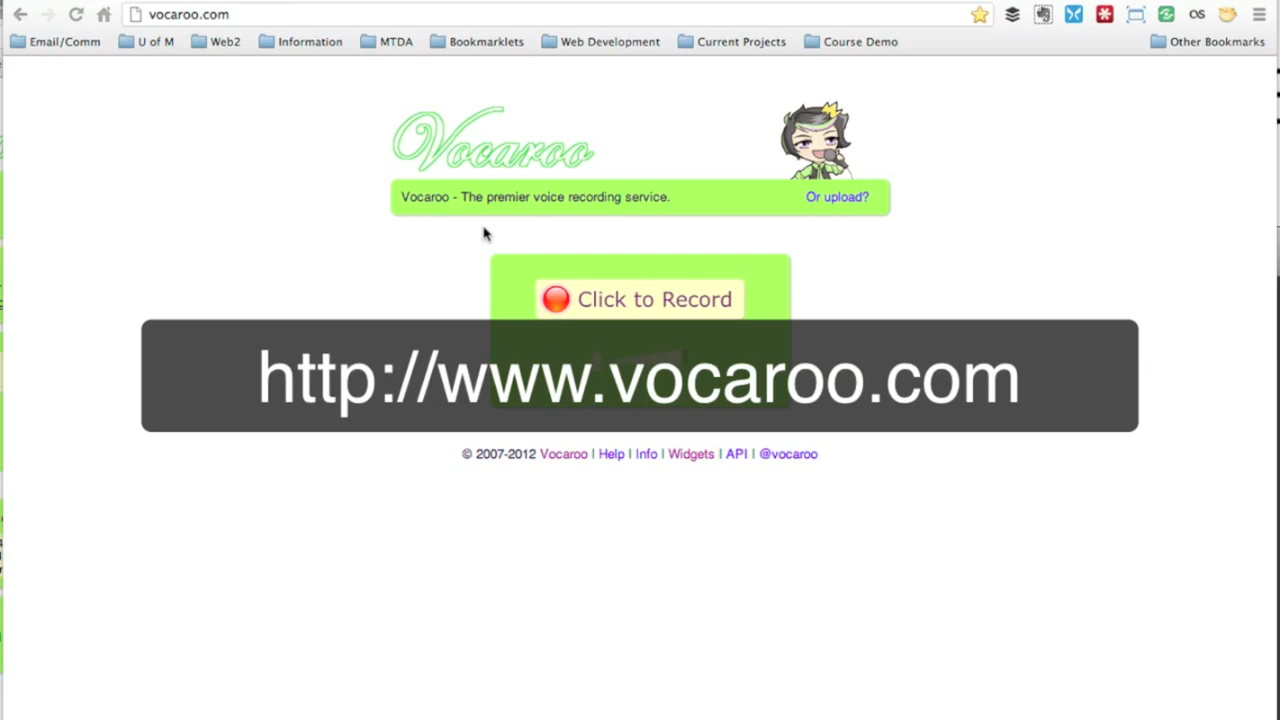 vocaroo.com
OS
Email/Comm
U of M
Web2
Information
MTDA
Bookmarklets
Web Development
Current Projects
Course Demo
Other Bookmarks
Vocaroo
Vocaroo - The premier voice recording service.
Or upload?
Click to Record
http://www.vocaroo.com
© 2007-2012 Vocaroo | Help | Info | Widgets | API | @vocaroo